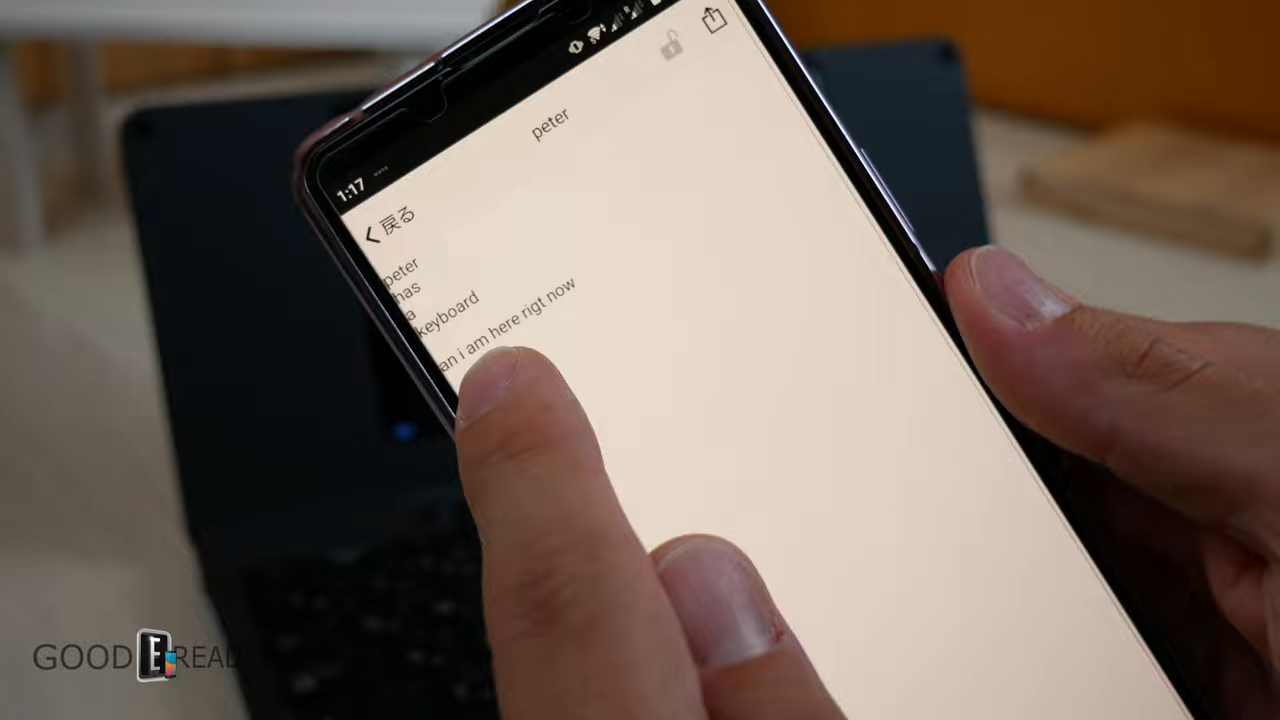 1:17
peter
戻る
peter
has
a
keyboard
an i am here rigt now
GOOD E READ